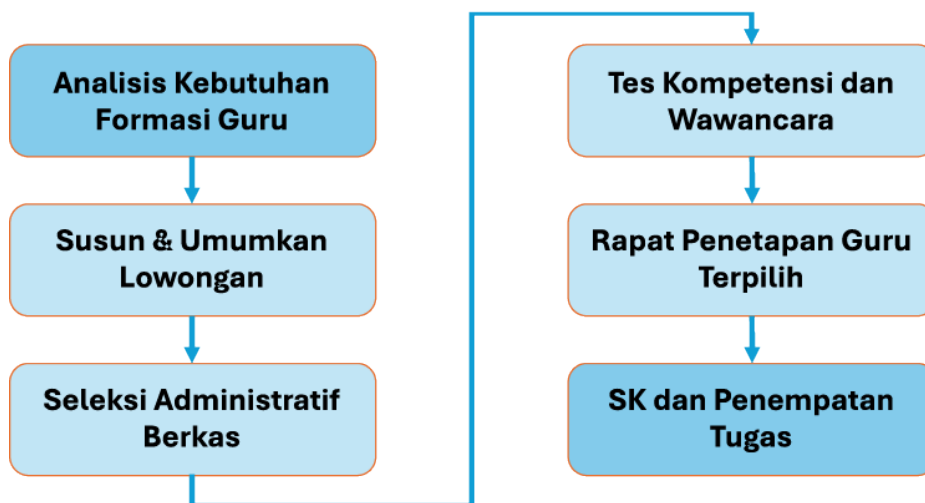 Analisis Kebutuhan
Formasi Guru
Susun & Umumkan
Lowongan
Seleksi Administratif
Berkas
Tes Kompetensi dan
Wawancara
Rapat Penetapan Guru
Terpilih
SK dan Penempatan
Tugas